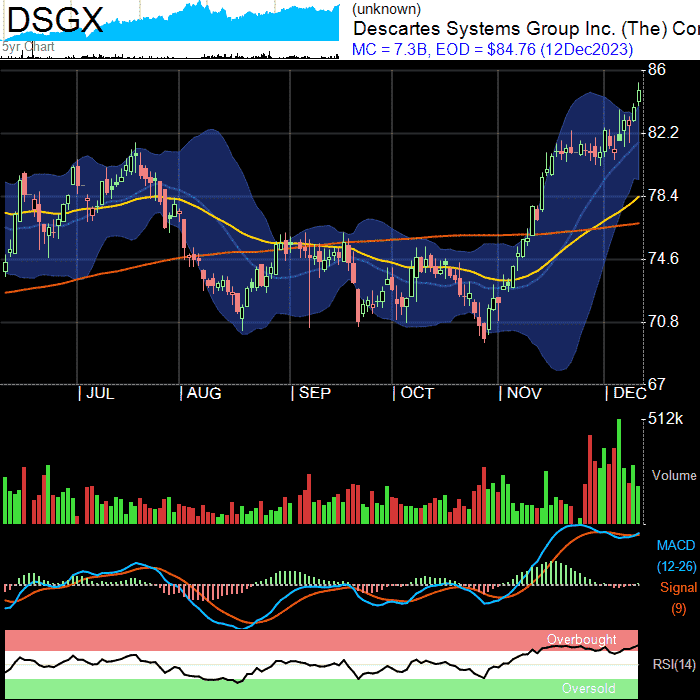 DSGX
5yr Chart
(unknown)
Descartes Systems Group Inc. (The) Cor
MC = 7.3B, EOD = $84.76 (12Dec2023)
86
82.2
78.4
74.6
70.8
67
JUL AUG SEP OCT NOV DEC
512k
Volume
MACD
(12-26)
Signal
(9)
Overbought
RSI(14)
Oversold